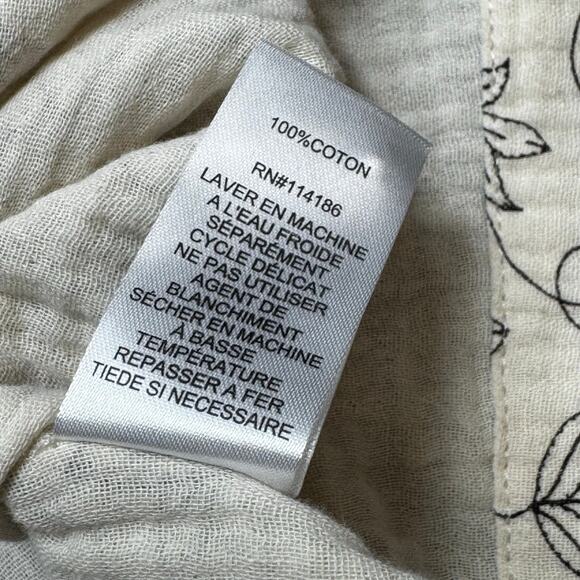 100%COTON
RN#114186
LAVER EN MACHINE
A L'EAU FROIDE
SEPARÉMENT
CYCLE DÉLICAT
NE PAS UTILISER
AGENT DE
BLANCHIMENT
SÉCHER EN MACHINE
À BASSE
TEMPÉRATURE
REPASSER À FER
TIEDE SI NECESSAIRE